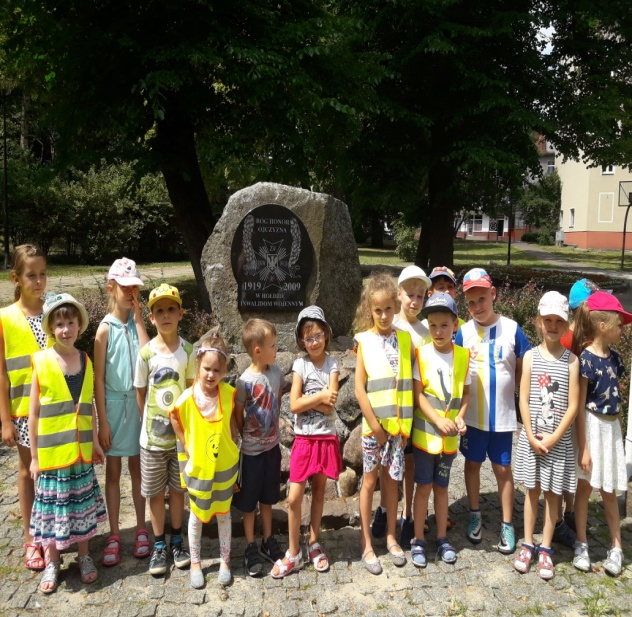 BÓG HONOR
OJCZYZNA
1919 2009
W HOŁDZIE
INWALIDOM WOJENNYM